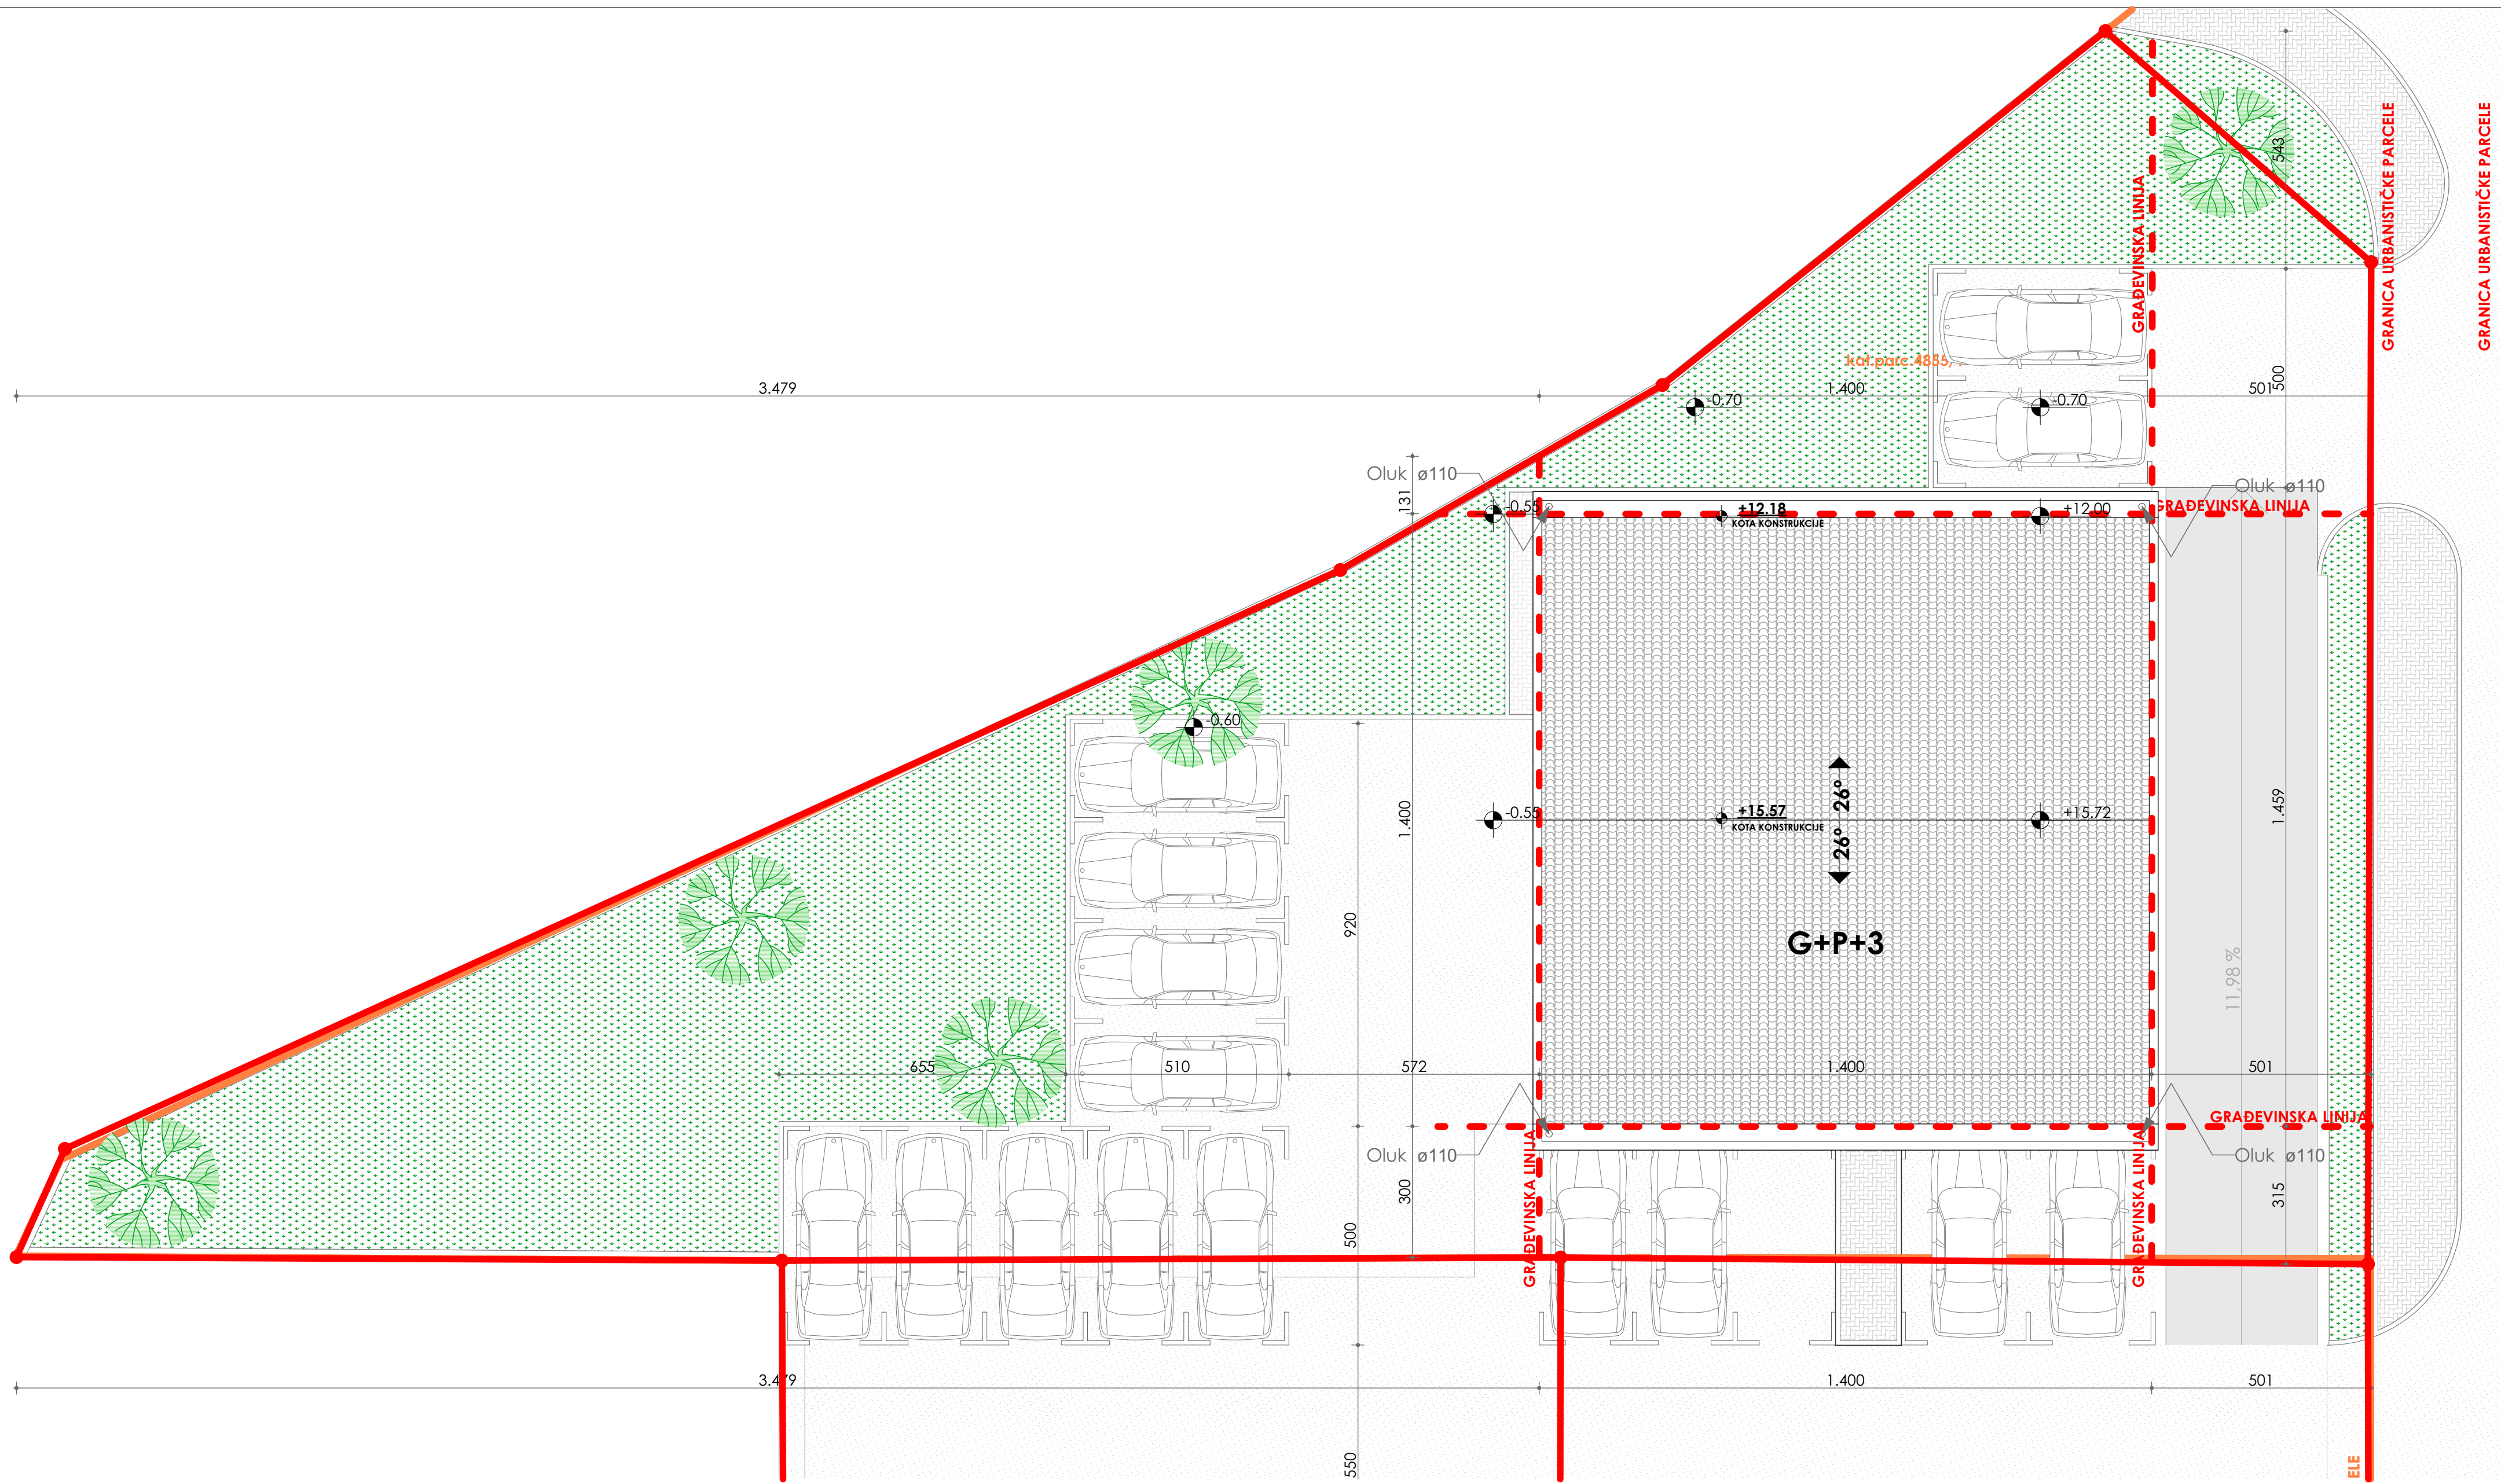 GRANICA URBANISTIČKE PARCELE
GRANICA URBANISTIČKE PARCELE
543
GRAĐEVINSKA LINIJA
kat.parc.4855,
3.479
1.400
501
500
-0.70
-0.70
Oluk ø110
131
-0.55
+12.18
KOTA KONSTRUKCIJE
+12.00
GRAĐEVINSKA LINIJA
Oluk ø110
-0.60
1.400
-0.55
+15.57
KOTA KONSTRUKCIJE
26° 26°
+15.72
1.459
920
G+P+3
11,98 %
655
510
572
1.400
501
GRAĐEVINSKA LINIJA
Oluk ø110
GRAĐEVINSKA LINIJA
GRAĐEVINSKA LINIJA
Oluk ø110
300
315
500
3.479
1.400
501
550
ELE